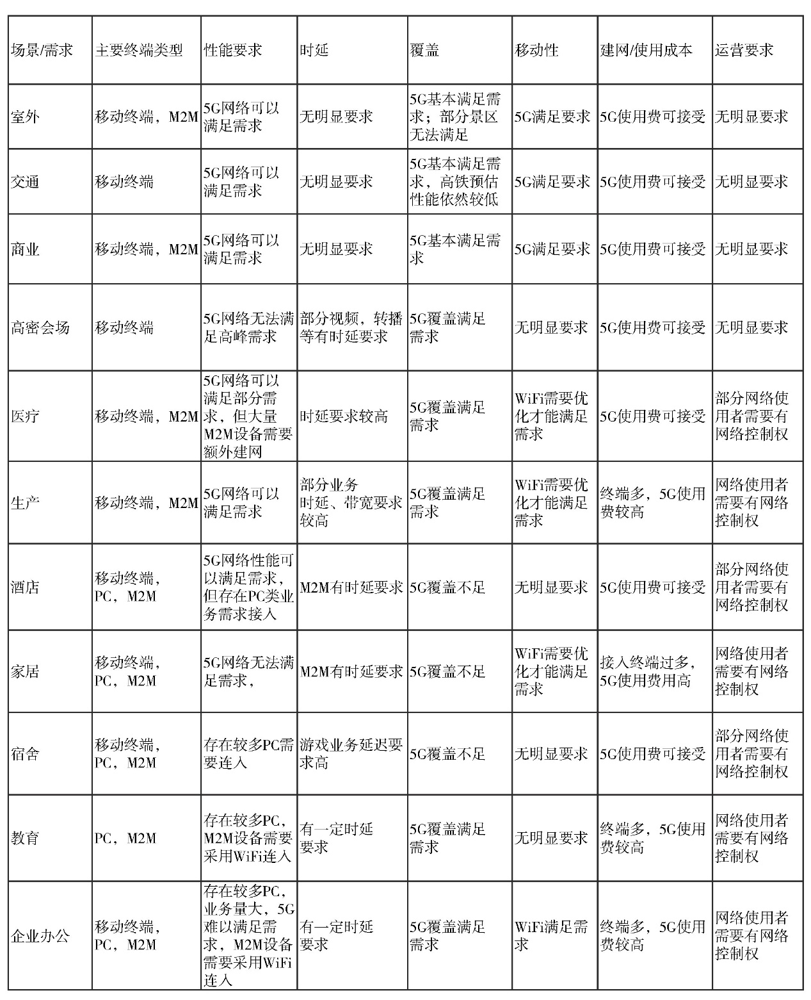 场景/需求
主要终端类型
性能要求
时延
覆盖
移动性
建网/使用成本
运营要求
室外
移动终端，M2M
5G网络可以
满足需求
无明显要求
5G基本满足需
求；部分景区
无法满足
5G满足要求
5G使用费可接受
无明显要求
交通
移动终端
5G网络可以
满足需求
无明显要求
5G基本满足需
求，高铁预估
性能依然较低
5G满足要求
5G使用费可接受
无明显要求
商业
移动终端，M2M
5G网络可以
满足需求
无明显要求
5G基本满足需
求
5G满足要求
5G使用费可接受
无明显要求
高密会场
移动终端
5G网络无法满
足高峰需求
部分视频，转播
等有时延要求
5G覆盖满足
需求
无明显要求
5G使用费可接受
无明显要求
医疗
移动终端，M2M
5G网络可以
满足部分需
求，但大量
M2M设备需要
额外建网
时延要求较高
5G覆盖满足
需求
WiFi需要优
化才能满足
需求
5G使用费可接受
部分网络使
用者需要有
网络控制权
生产
移动终端，M2M
5G网络可以
满足需求
部分业务
时延、带宽要求
较高
5G覆盖满足
需求
WiFi需要优
化才能满足
需求
终端多，5G使用
费较高
网络使用者
需要有网络
控制权
酒店
移动终端，
PC，M2M
5G网络性能可
以满足需求，
但存在PC类业
务需求接入
M2M有时延要求
5G覆盖不足
无明显要求
5G使用费可接受
部分网络使
用者需要有
网络控制权
家居
移动终端，
PC，M2M
5G网络无法满
足需求，
M2M有时延要求
5G覆盖不足
WiFi需要优
化才能满足
需求
接入终端过多，
5G使用费用高
网络使用者
需要有网络
控制权
宿舍
移动终端，
PC，M2M
存在较多PC需
要连入
游戏业务延迟要
求高
5G覆盖不足
无明显要求
5G使用费可接受
部分网络使
用者需要有
网络控制权
教育
PC，M2M
存在较多PC，
M2M设备需要
采用WiFi连入
有一定时延
要求
5G覆盖满足
需求
无明显要求
终端多，5G使用
费较高
网络使用者
需要有网络
控制权
企业办公
移动终端，
PC，M2M
存在较多PC，
业务量大，5G
难以满足需
求，M2M设备
需要采用WiFi
连入
有一定时延
要求
5G覆盖满足
需求
WiFi满足需
求
终端多，5G使用
费较高
网络使用者
需要有网络
控制权